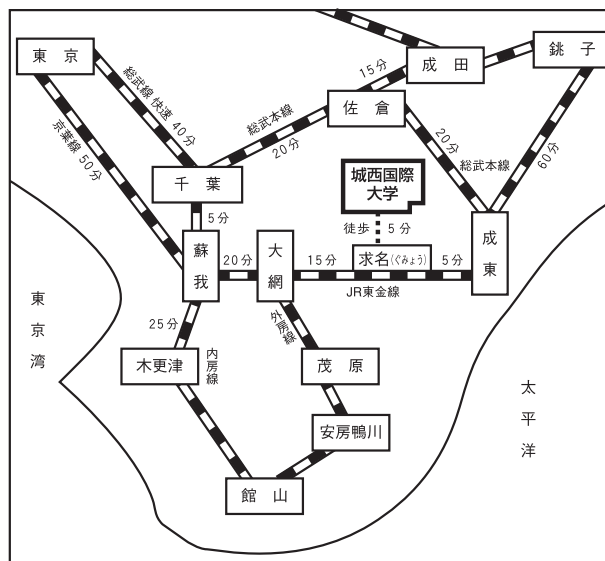 東京
成田
銚子
総武線快速 40分
京葉線 50分
総武本線
20分
15分
佐倉
20分
総武本線
60分
千葉
5分
城西国際
大学
徒歩 5分
蘇我
20分
大網
15分
求名(ぐみょう)
5分
成東
JR東金線
東京湾
25分
木更津
内房線
外房線
茂原
安房鴨川
館山
太平洋